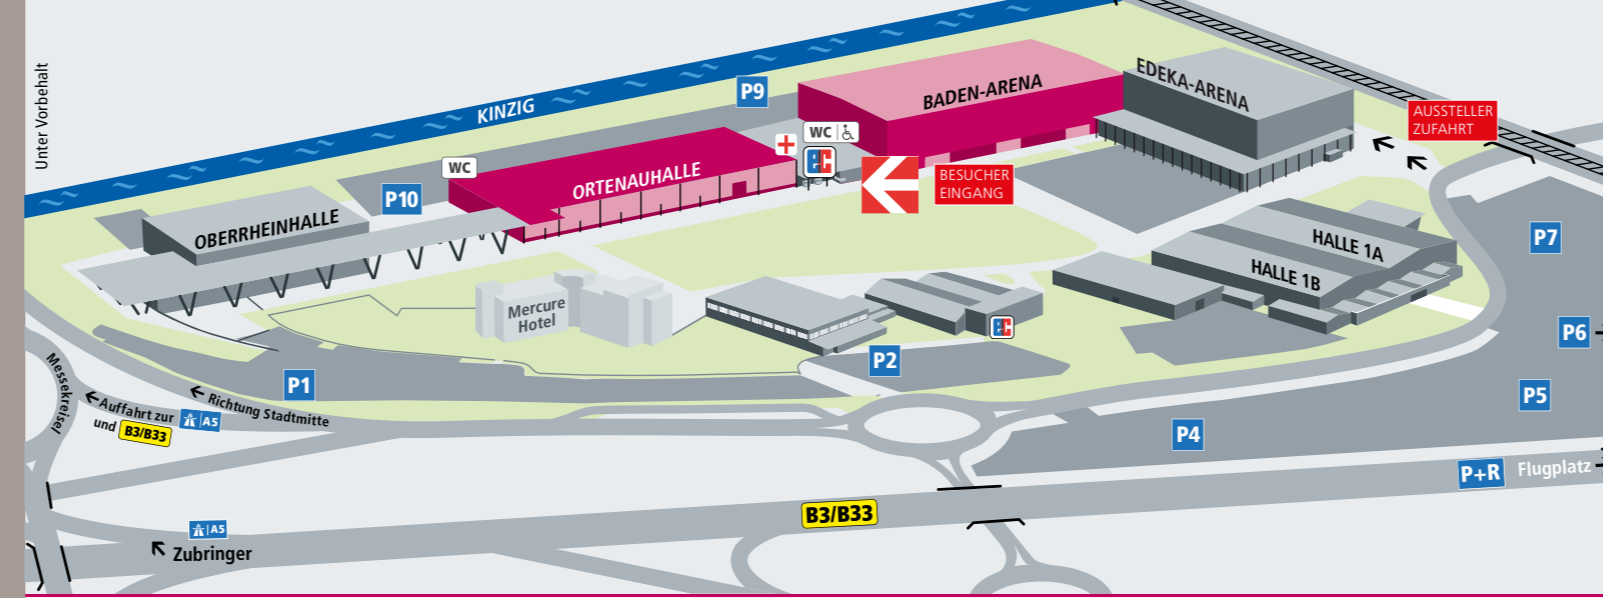 Unter Vorbehalt
KINZIG
P9
BADEN-ARENA
EDEKA-ARENA
AUSSTELLER
ZUFAHRT
WC
WC
EC
ORTENAUHALLE
BESUCHER
EINGANG
P10
OBERRHEINHALLE
P7
HALLE 1A
HALLE 1B
Mercure
Hotel
EC
P6
P2
P1
P5
P4
Messekreisel
Richtung Stadtmitte
Auffahrt zur A5
und B3/B33
P+R Flugplatz
B3/B33
A5
Zubringer